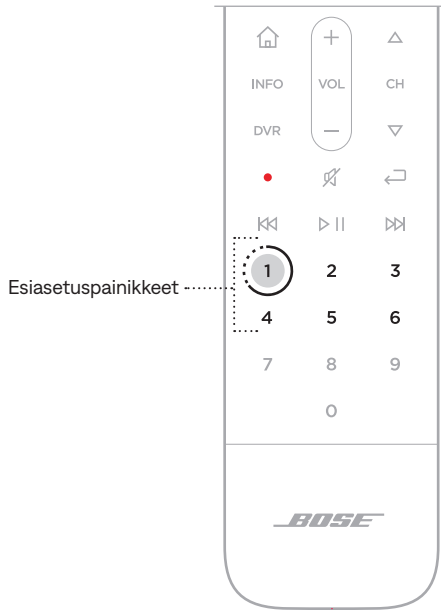 INFO VOL CH
DVR
1 2 3
Esiasetuspainikkeet
4 5 6
7 8 9
0
BOSE